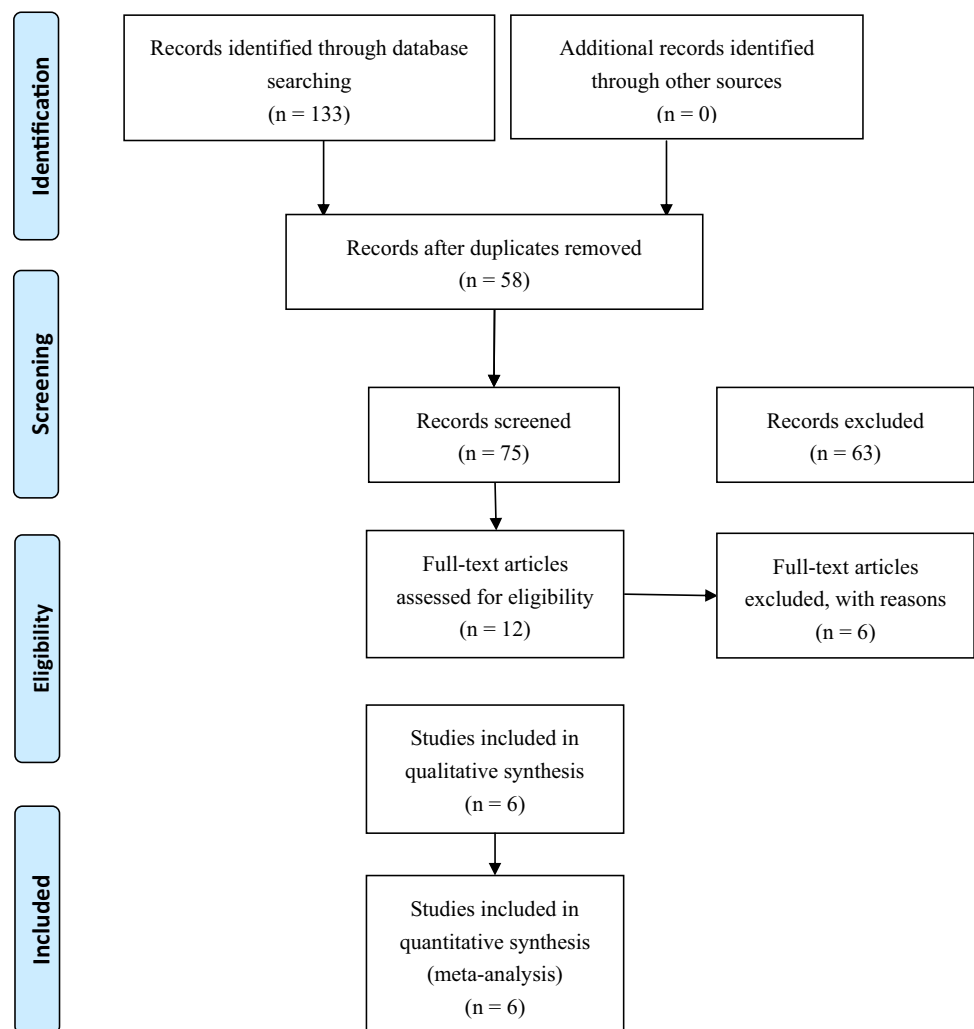 Identification
Records identified through database
searching
(n = 133)
Additional records identified
through other sources
(n = 0)
Records after duplicates removed
(n = 58)
Screening
Records screened
(n = 75)
Records excluded
(n = 63)
Eligibility
Full-text articles
assessed for eligibility
(n = 12)
Full-text articles
excluded, with reasons
(n = 6)
Studies included in
qualitative synthesis
(n = 6)
Included
Studies included in
quantitative synthesis
(meta-analysis)
(n = 6)